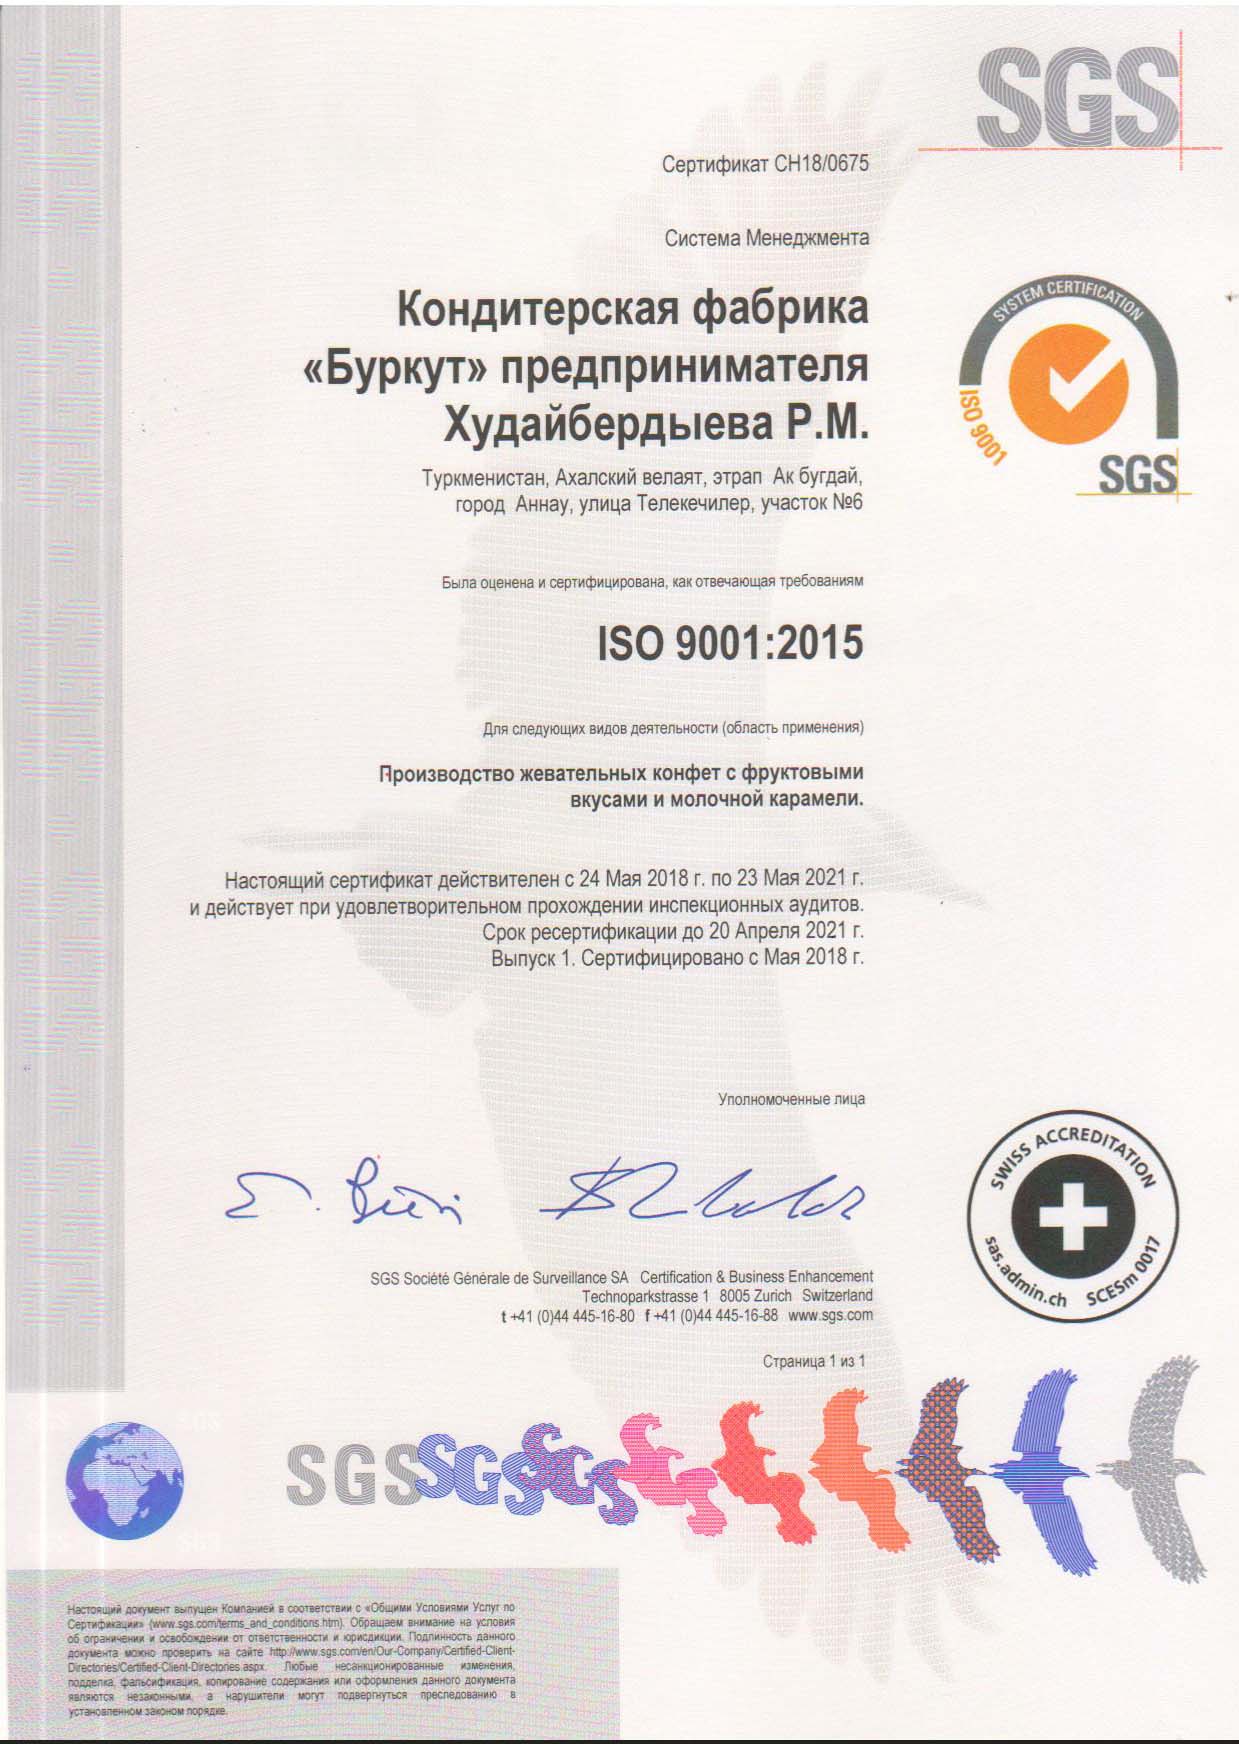 SGS
Сертификат CH18/0675
Система Менеджмента
Кондитерская фабрика
«Буркут» предпринимателя
Худайбердыева Р.М.
SYSTEM CERTIFICATION
ISO 9001
SGS
Туркменистан, Ахалский велаят, этрап Ак бугдай,
город Аннау, улица Телекечилер, участок №6
Была оценена и сертифицирована, как отвечающая требованиям
ISO 9001:2015
Для следующих видов деятельности (область применения)
Производство жевательных конфет с фруктовыми
вкусами и молочной карамели.
Настоящий сертификат действителен с 24 Мая 2018 г. по 23 Мая 2021 г.
и действует при удовлетворительном прохождении инспекционных аудитов.
Срок ресертификации до 20 Апреля 2021 г.
Выпуск 1. Сертифицировано с Мая 2018 г.
Уполномоченные лица
SWISS ACCREDITATION
sas.admin.ch SCESm 0017
SGS Société Générale de Surveillance SA Certification & Business Enhancement
Technoparkstrasse 1 8005 Zurich Switzerland
t +41 (0)44 445-16-80 f +41 (0)44 445-16-88 www.sgs.com
Страница 1 из 1
SGS SGS SGS
Настоящий документ выпущен Компанией в соответствии с «Общими Условиями Услуг по
Сертификации» (www.sgs.com/terms_and_conditions.htm). Обращаем внимание на условия
об ограничении и освобождении от ответственности и юрисдикции. Подлинность данного
документа можно проверить на сайте http://www.sgs.com/en/Our-Company/Certified-Client-
Directories/Certified-Client-Directories.aspx. Любые несанкционированные изменения,
подделка, фальсификация, копирование содержания или оформления данного документа
являются незаконными, а нарушители могут подвергнуться преследованию в
установленном законом порядке.